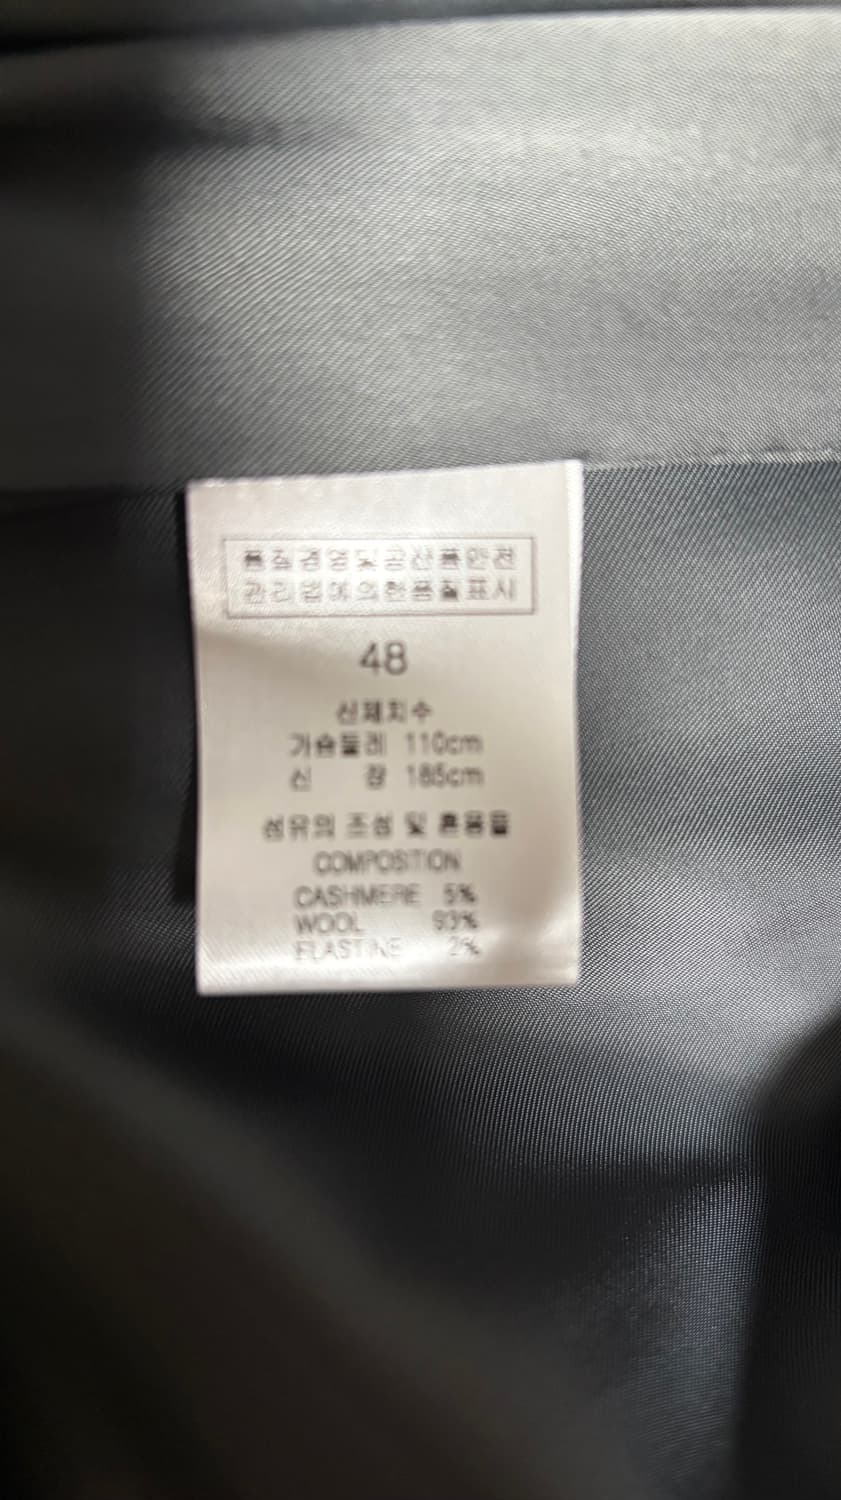 품질경영및공산품안전
관리법에의한품질표시
48
신체치수
가슴둘레 110cm
신 장 185cm
섬유의 조성 및 혼용율
COMPOSITION
CASHMERE 5%
WOOL 93%
ELASTINE 2%